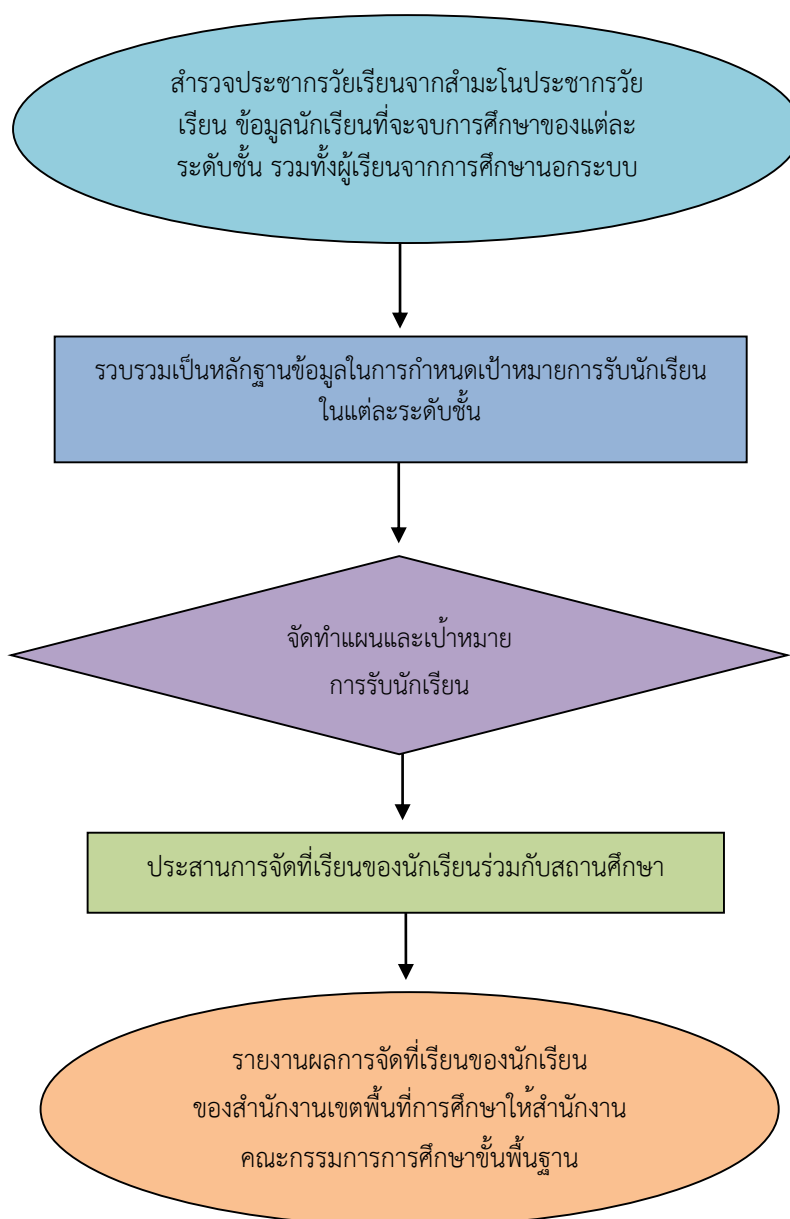 สำรวจประชากรวัยเรียนจากสำมะโนประชากรวัย
เรียน ข้อมูลนักเรียนที่จะจบการศึกษาของแต่ละ
ระดับชั้น รวมทั้งผู้เรียนจากการศึกษานอกระบบ
รวบรวมเป็นหลักฐานข้อมูลในการกำหนดเป้าหมายการรับนักเรียน
ในแต่ละระดับชั้น
จัดทำแผนและเป้าหมาย
การรับนักเรียน
ประสานการจัดที่เรียนของนักเรียนร่วมกับสถานศึกษา
รายงานผลการจัดที่เรียนของนักเรียน
ของสำนักงานเขตพื้นที่การศึกษาให้สำนักงาน
คณะกรรมการการศึกษาขั้นพื้นฐาน